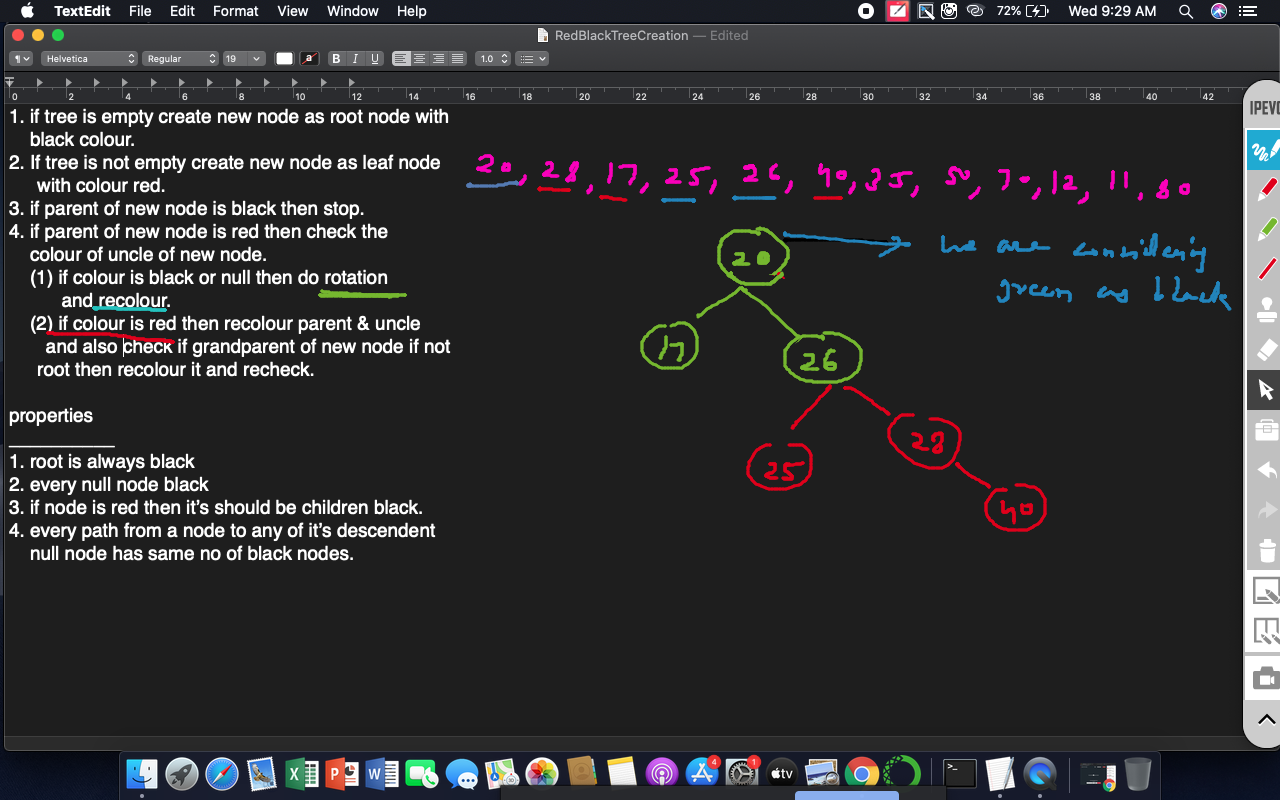 TextEdit File Edit Format View Window Help 72% Wed 9:29 AM
RedBlackTreeCreation — Edited
Helvetica Regular 19 a B I U 1.0
0 2 4 6 8 10 12 14 16 18 20 22 24 26 28 30 32 34 36 38 40 42
IPEVO
1. if tree is empty create new node as root node with
black colour.
2. If tree is not empty create new node as leaf node
with colour red.
3. if parent of new node is black then stop.
4. if parent of new node is red then check the
colour of uncle of new node.
(1) if colour is black or null then do rotation
and recolour.
(2) if colour is red then recolour parent & uncle
and also check if grandparent of new node if not
root then recolour it and recheck.
properties
1. root is always black
2. every null node black
3. if node is red then it's should be children black.
4. every path from a node to any of it's descendent
null node has same no of black nodes.
20, 28, 17, 25, 26, 40, 35, 50, 70, 12, 11, 80
20
we are considering
green as black
17
26
25
28
40
4
1
tv